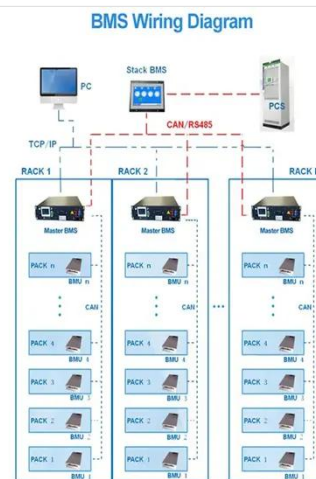 BMS Wiring Diagram
Stack BMS
PC
PCS
CAN/RS485
TCP/IP
RACK 1 RACK 2 RACK
Master BMS Master BMS Master BMS
PACK n PACK n PACK n
BMU n BMU n BMU n
CAN CAN CAN
PACK 4 PACK 4 PACK 4
BMU 4 BMU 4 BMU 4
PACK 3 PACK 3 PACK 3
BMU 3 BMU 3 BMU 3
PACK 2 PACK 2 PACK 2
BMU 2 BMU 2 BMU 2
PACK 1 PACK 1 PACK 1
BMU 1 BMU 1 BMU 1